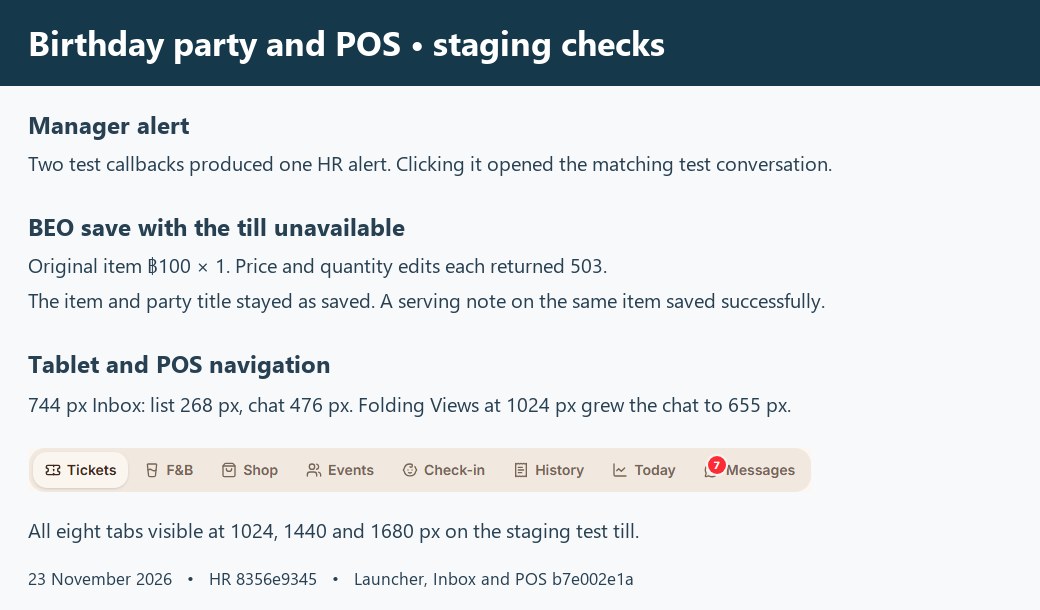 Birthday party and POS • staging checks
Manager alert
Two test callbacks produced one HR alert. Clicking it opened the matching test conversation.
BEO save with the till unavailable
Original item ฿100 × 1. Price and quantity edits each returned 503.
The item and party title stayed as saved. A serving note on the same item saved successfully.
Tablet and POS navigation
744 px Inbox: list 268 px, chat 476 px. Folding Views at 1024 px grew the chat to 655 px.
Tickets F&B Shop Events Check-in History Today 7 Messages
All eight tabs visible at 1024, 1440 and 1680 px on the staging test till.
23 November 2026 • HR 8356e9345 • Launcher, Inbox and POS b7e002e1a